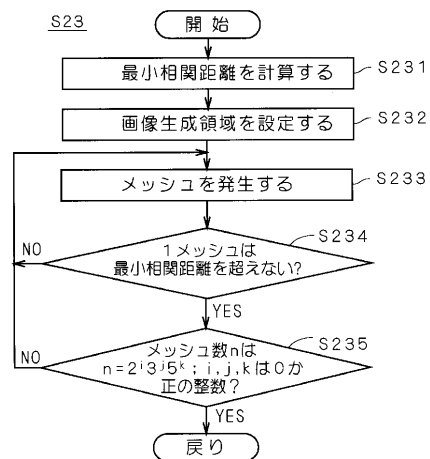 S23
開始
最小相関距離を計算する
S231
画像生成領域を設定する
S232
メッシュを発生する
S233
S234
1メッシュは
最小相関距離を超えない?
NO
YES
S235
メッシュ数nは
n=2ⁱ3ʲ5ᵏ;i,j,kは0か
正の整数?
NO
YES
戻り